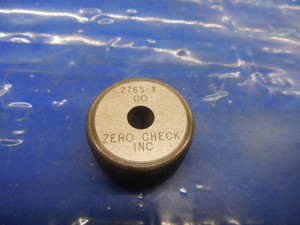 .2765-X
GO
ZERO CHECK
INC